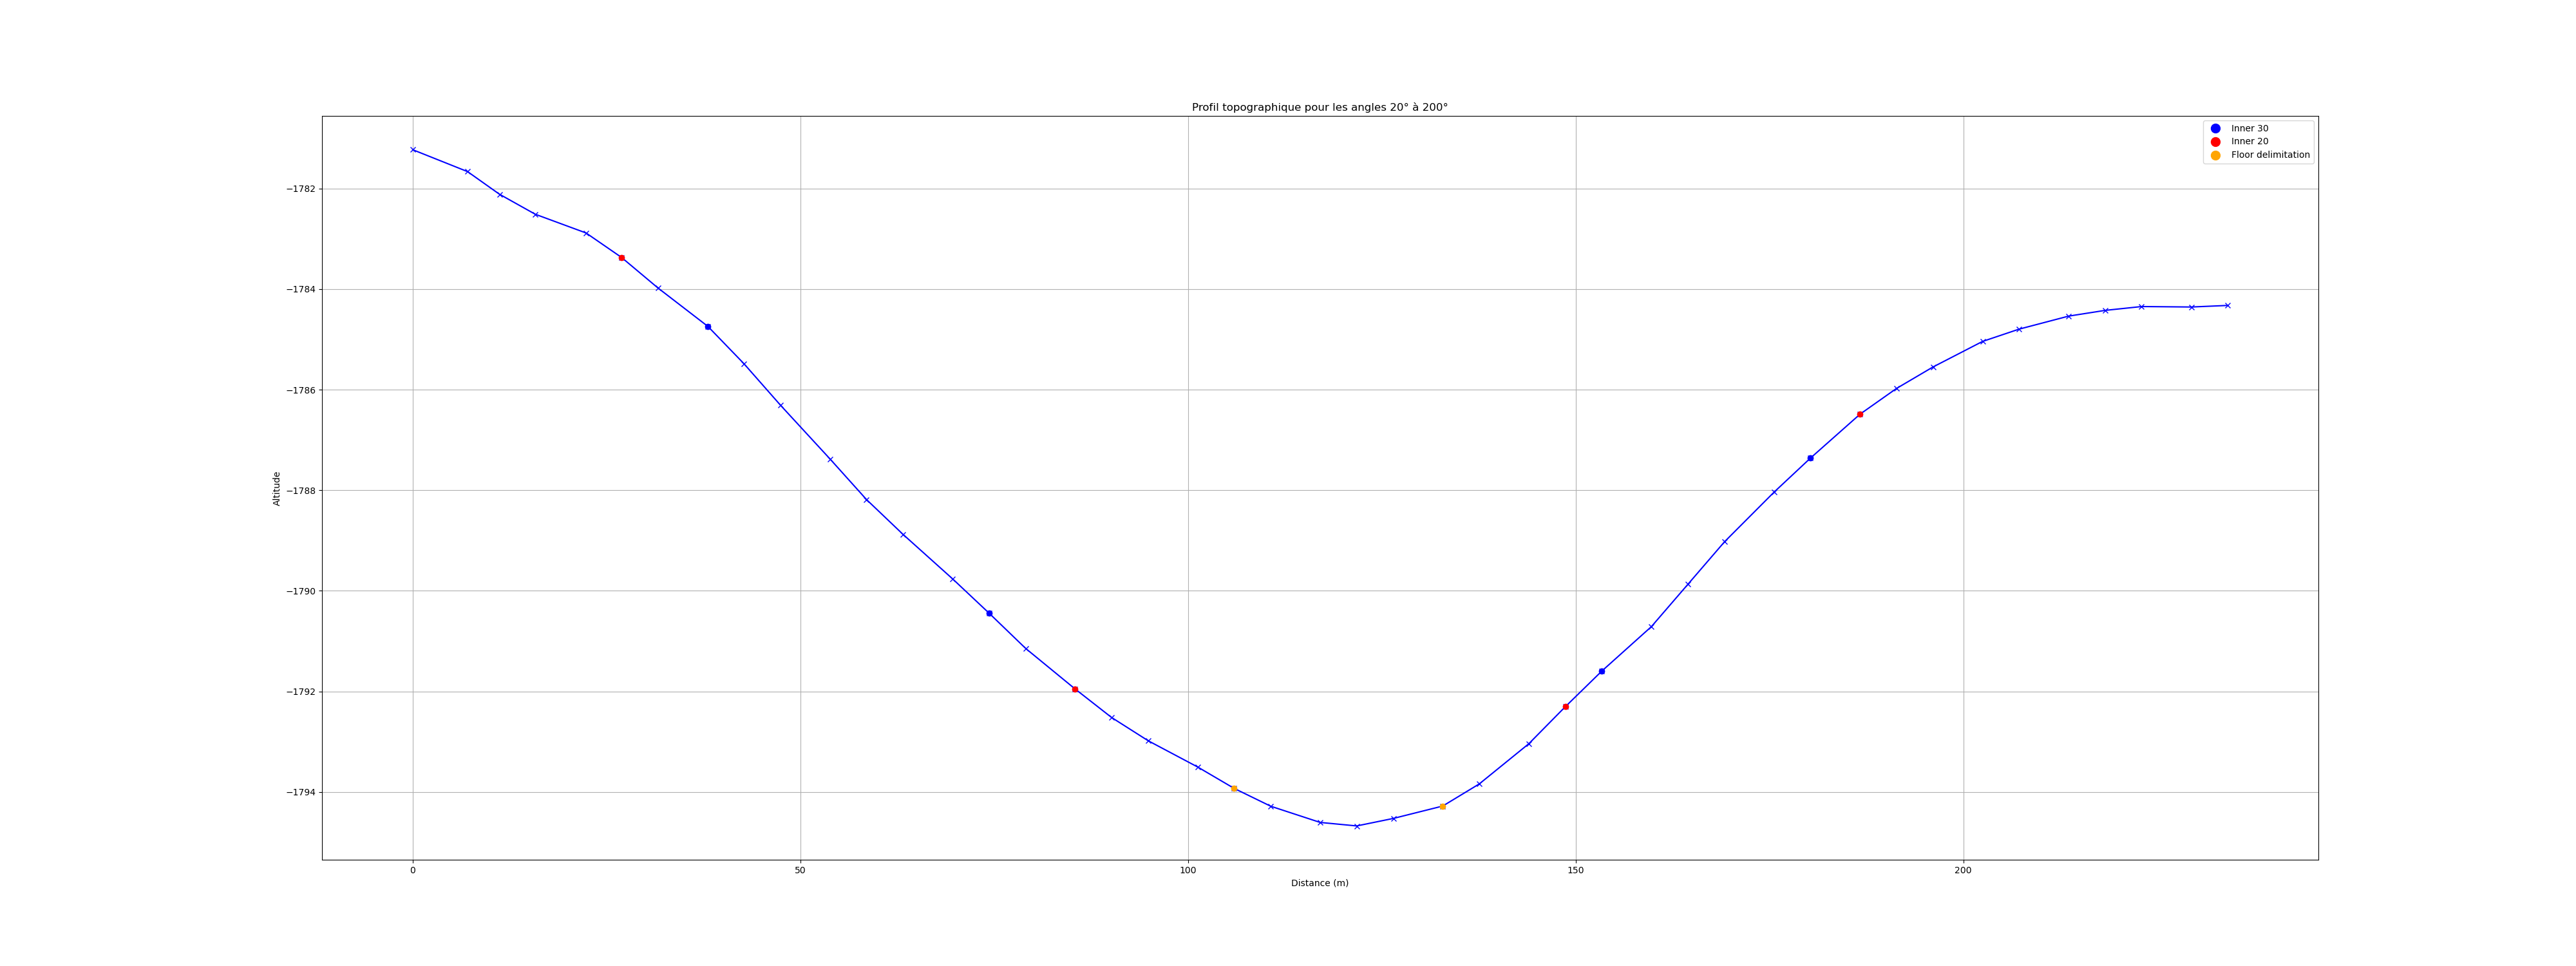 Profil topographique pour les angles 20° à 200°
Inner 30
Inner 20
Floor delimitation
Altitude
−1782
−1784
−1786
−1788
−1790
−1792
−1794
0
50
100
150
200
Distance (m)